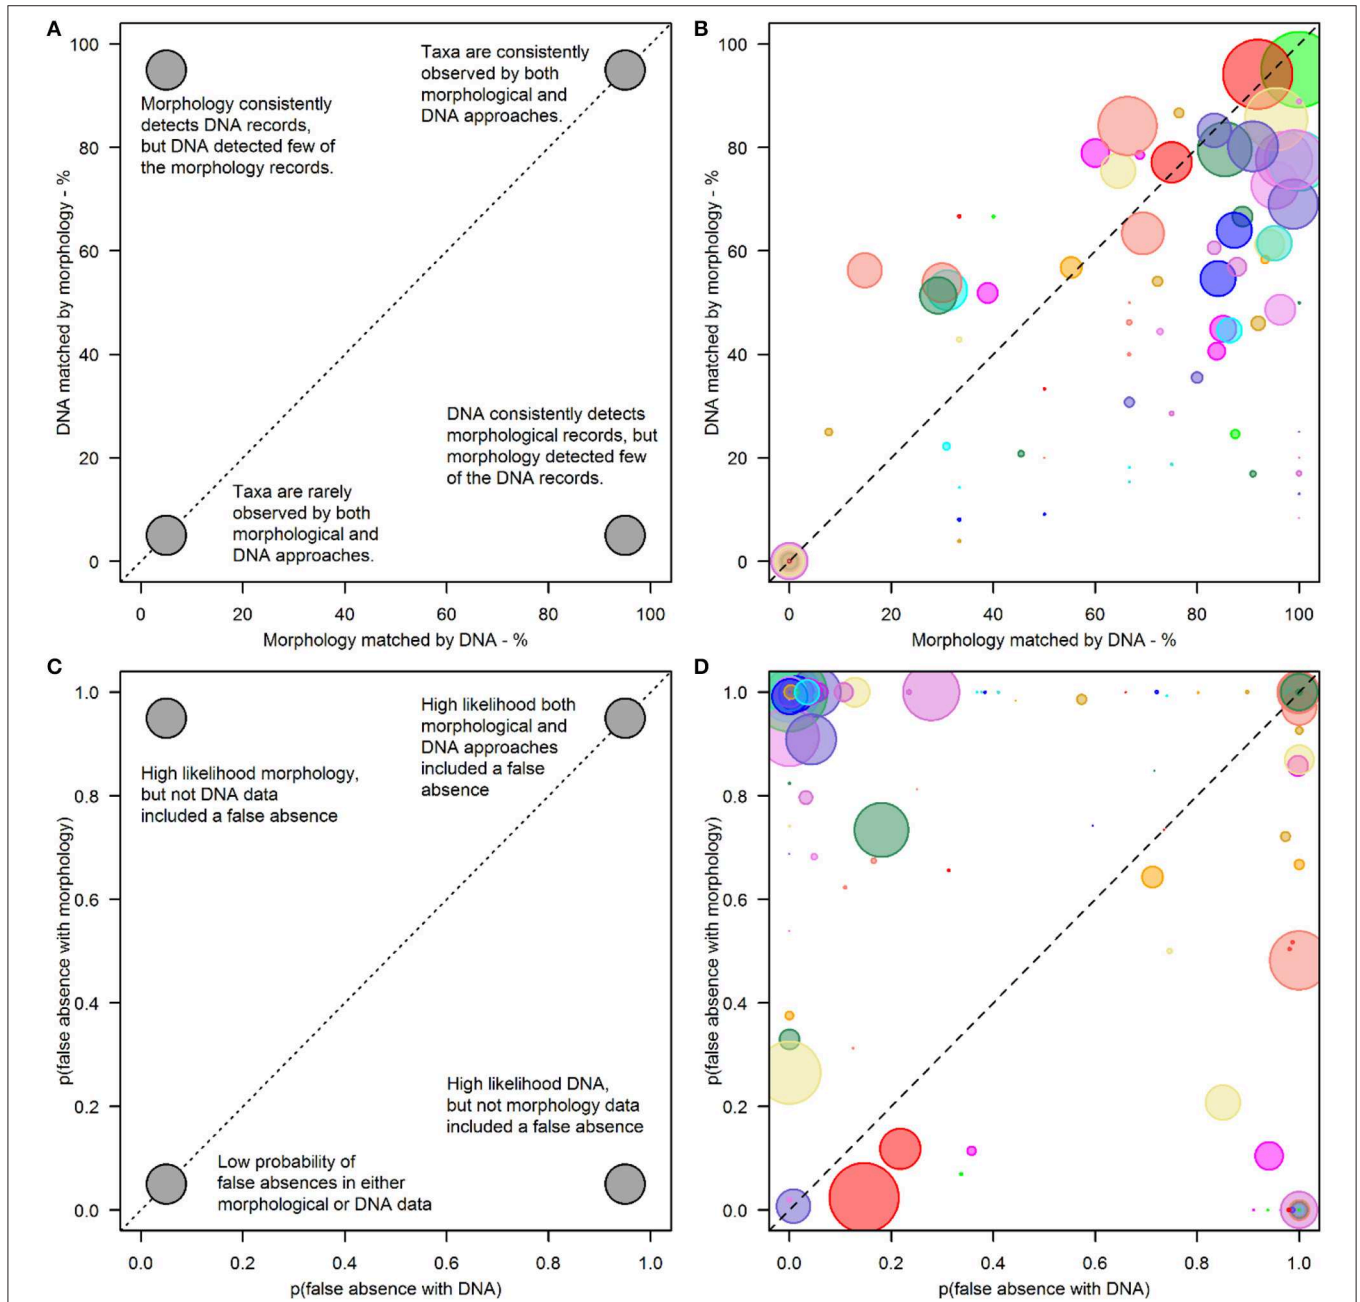 A
100
80
60
40
20
0
DNA matched by morphology - %
Morphology consistently
detects DNA records,
but DNA detected few of
the morphology records.
Taxa are consistently
observed by both
morphological and
DNA approaches.
DNA consistently detects
morphological records, but
morphology detected few
of the DNA records.
Taxa are rarely
observed by both
morphological and
DNA approaches.
0
20
40
60
80
100
Morphology matched by DNA - %
B
100
80
60
40
20
0
DNA matched by morphology - %
0
20
40
60
80
100
Morphology matched by DNA - %
C
1.0
0.8
0.6
0.4
0.2
0.0
p(false absence with morphology)
High likelihood morphology,
but not DNA data
included a false absence
High likelihood both
morphological and
DNA approaches
included a false
absence
High likelihood DNA,
but not morphology data
included a false absence
Low probability of
false absences in either
morphological or DNA data
0.0
0.2
0.4
0.6
0.8
1.0
p(false absence with DNA)
D
1.0
0.8
0.6
0.4
0.2
0.0
p(false absence with morphology)
0.0
0.2
0.4
0.6
0.8
1.0
p(false absence with DNA)